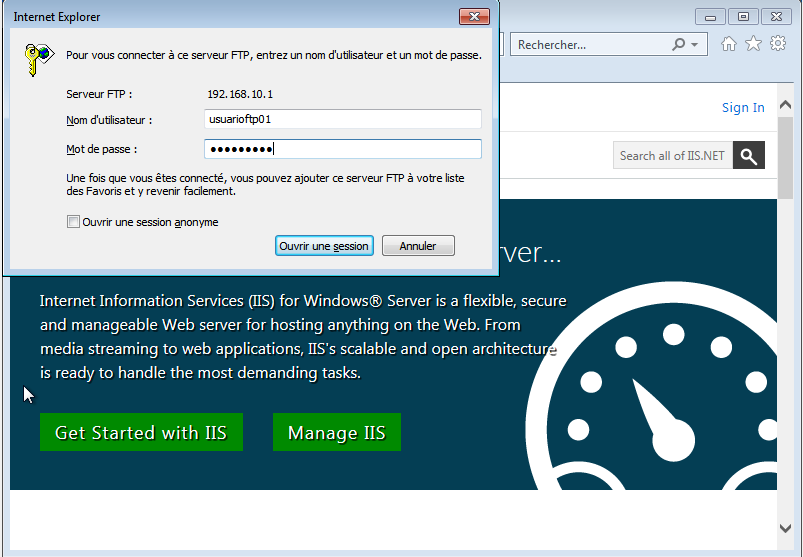 Internet Explorer
Pour vous connecter à ce serveur FTP, entrez un nom d'utilisateur et un mot de passe.
Serveur FTP : 192.168.10.1
Nom d'utilisateur : usuarioftp01
Mot de passe : •••••••••
Une fois que vous êtes connecté, vous pouvez ajouter ce serveur FTP à votre liste
des Favoris et y revenir facilement.
Ouvrir une session anonyme
Ouvrir une session Annuler
Rechercher...
Sign In
Search all of IIS.NET
ver...
Internet Information Services (IIS) for Windows® Server is a flexible, secure
and manageable Web server for hosting anything on the Web. From
media streaming to web applications, IIS's scalable and open architecture
is ready to handle the most demanding tasks.
Get Started with IIS Manage IIS